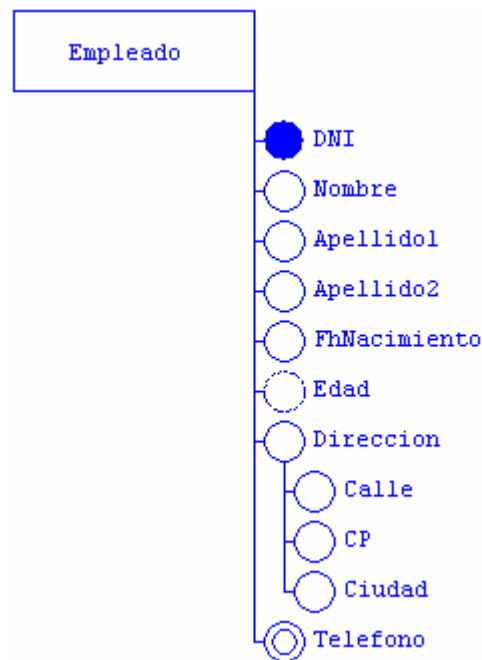 Empleado
DNI
Nombre
Apellido1
Apellido2
FhNacimiento
Edad
Direccion
Calle
CP
Ciudad
Telefono